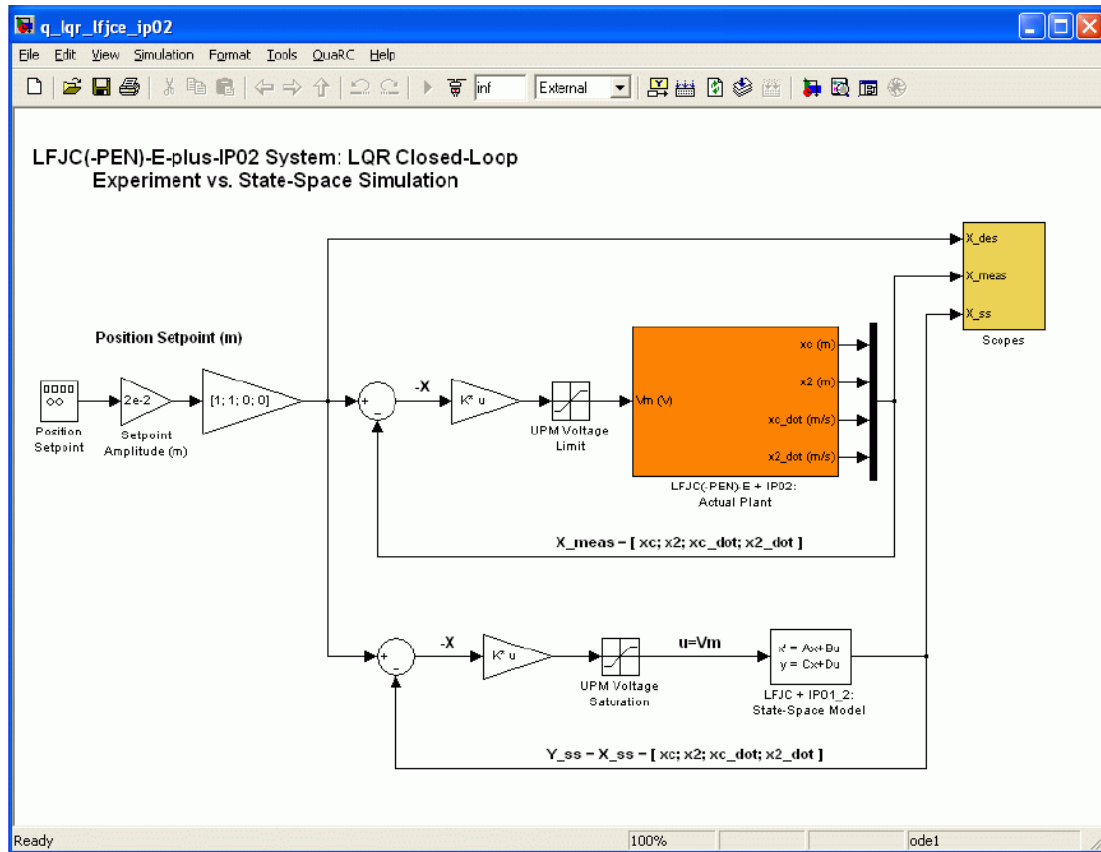 q_lqr_lfjce_ip02
File Edit View Simulation Format Tools QuaRC Help
inf External
LFJC(-PEN)-E-plus-IP02 System: LQR Closed-Loop
Experiment vs. State-Space Simulation
X_des
X_meas
X_ss
Scopes
Position Setpoint (m)
Position
Setpoint
2e-2
Setpoint
Amplitude (m)
[1; 1; 0; 0]
+
-
-X
K* u
UPM Voltage
Limit
Vm (V)
xc (m)
x2 (m)
xc_dot (m/s)
x2_dot (m/s)
LFJC(-PEN)-E + IP02:
Actual Plant
X_meas = [ xc; x2; xc_dot; x2_dot ]
+
-
-X
K* u
UPM Voltage
Saturation
u=Vm
x' = Ax+Bu
y = Cx+Du
LFJC + IP01_2:
State-Space Model
Y_ss = X_ss = [ xc; x2; xc_dot; x2_dot ]
Ready 100% ode1